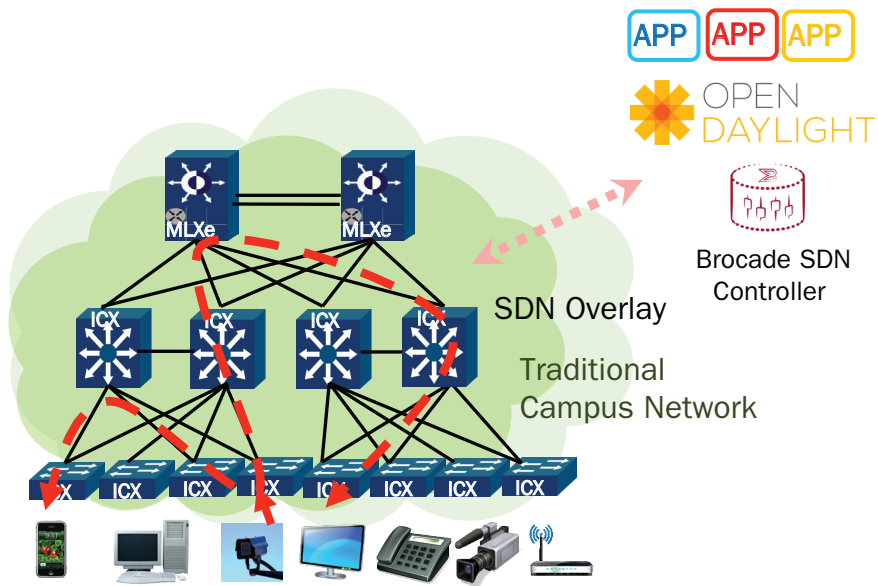 APP APP APP
OPEN
DAYLIGHT
MLXe MLXe
Brocade SDN
Controller
ICX ICX ICX ICX
SDN Overlay
Traditional
Campus Network
ICX ICX ICX ICX ICX ICX ICX ICX